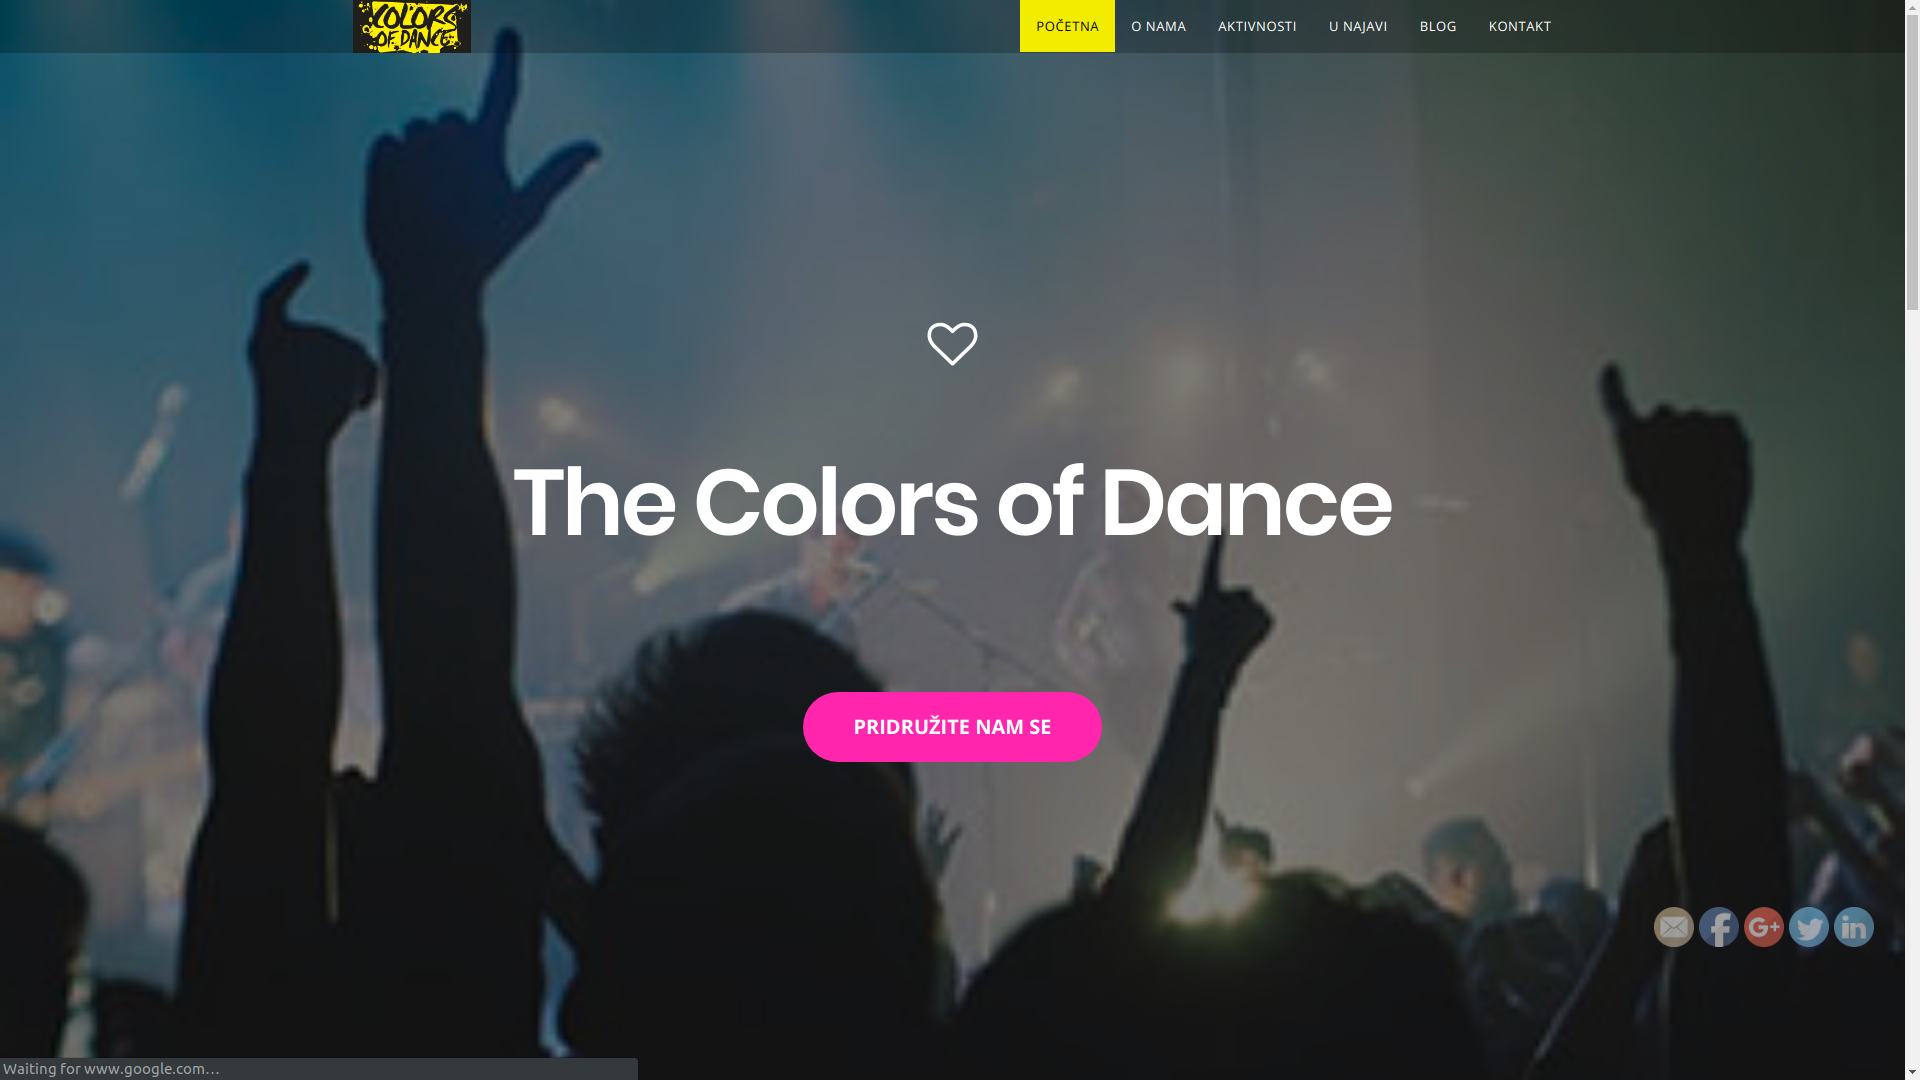 COLORS
OF DANCE
POČETNA
O NAMA
AKTIVNOSTI
U NAJAVI
BLOG
KONTAKT
The Colors of Dance
PRIDRUŽITE NAM SE
G+
in
Waiting for www.google.com…